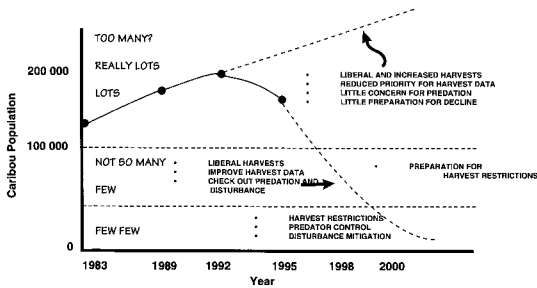 TOO MANY?
REALLY LOTS
LOTS
200 000
100 000
0
Caribou Population
• LIBERAL AND INCREASED HARVESTS
• REDUCED PRIORITY FOR HARVEST DATA
• LITTLE CONCERN FOR PREDATION
• LITTLE PREPARATION FOR DECLINE
NOT SO MANY
FEW
• LIBERAL HARVESTS
• IMPROVE HARVEST DATA
• CHECK OUT PREDATION AND
DISTURBANCE
• PREPARATION FOR
HARVEST RESTRICTIONS
FEW FEW
• HARVEST RESTRICTIONS
• PREDATOR CONTROL
• DISTURBANCE MITIGATION
1983 1989 1992 1995 1998 2000
Year